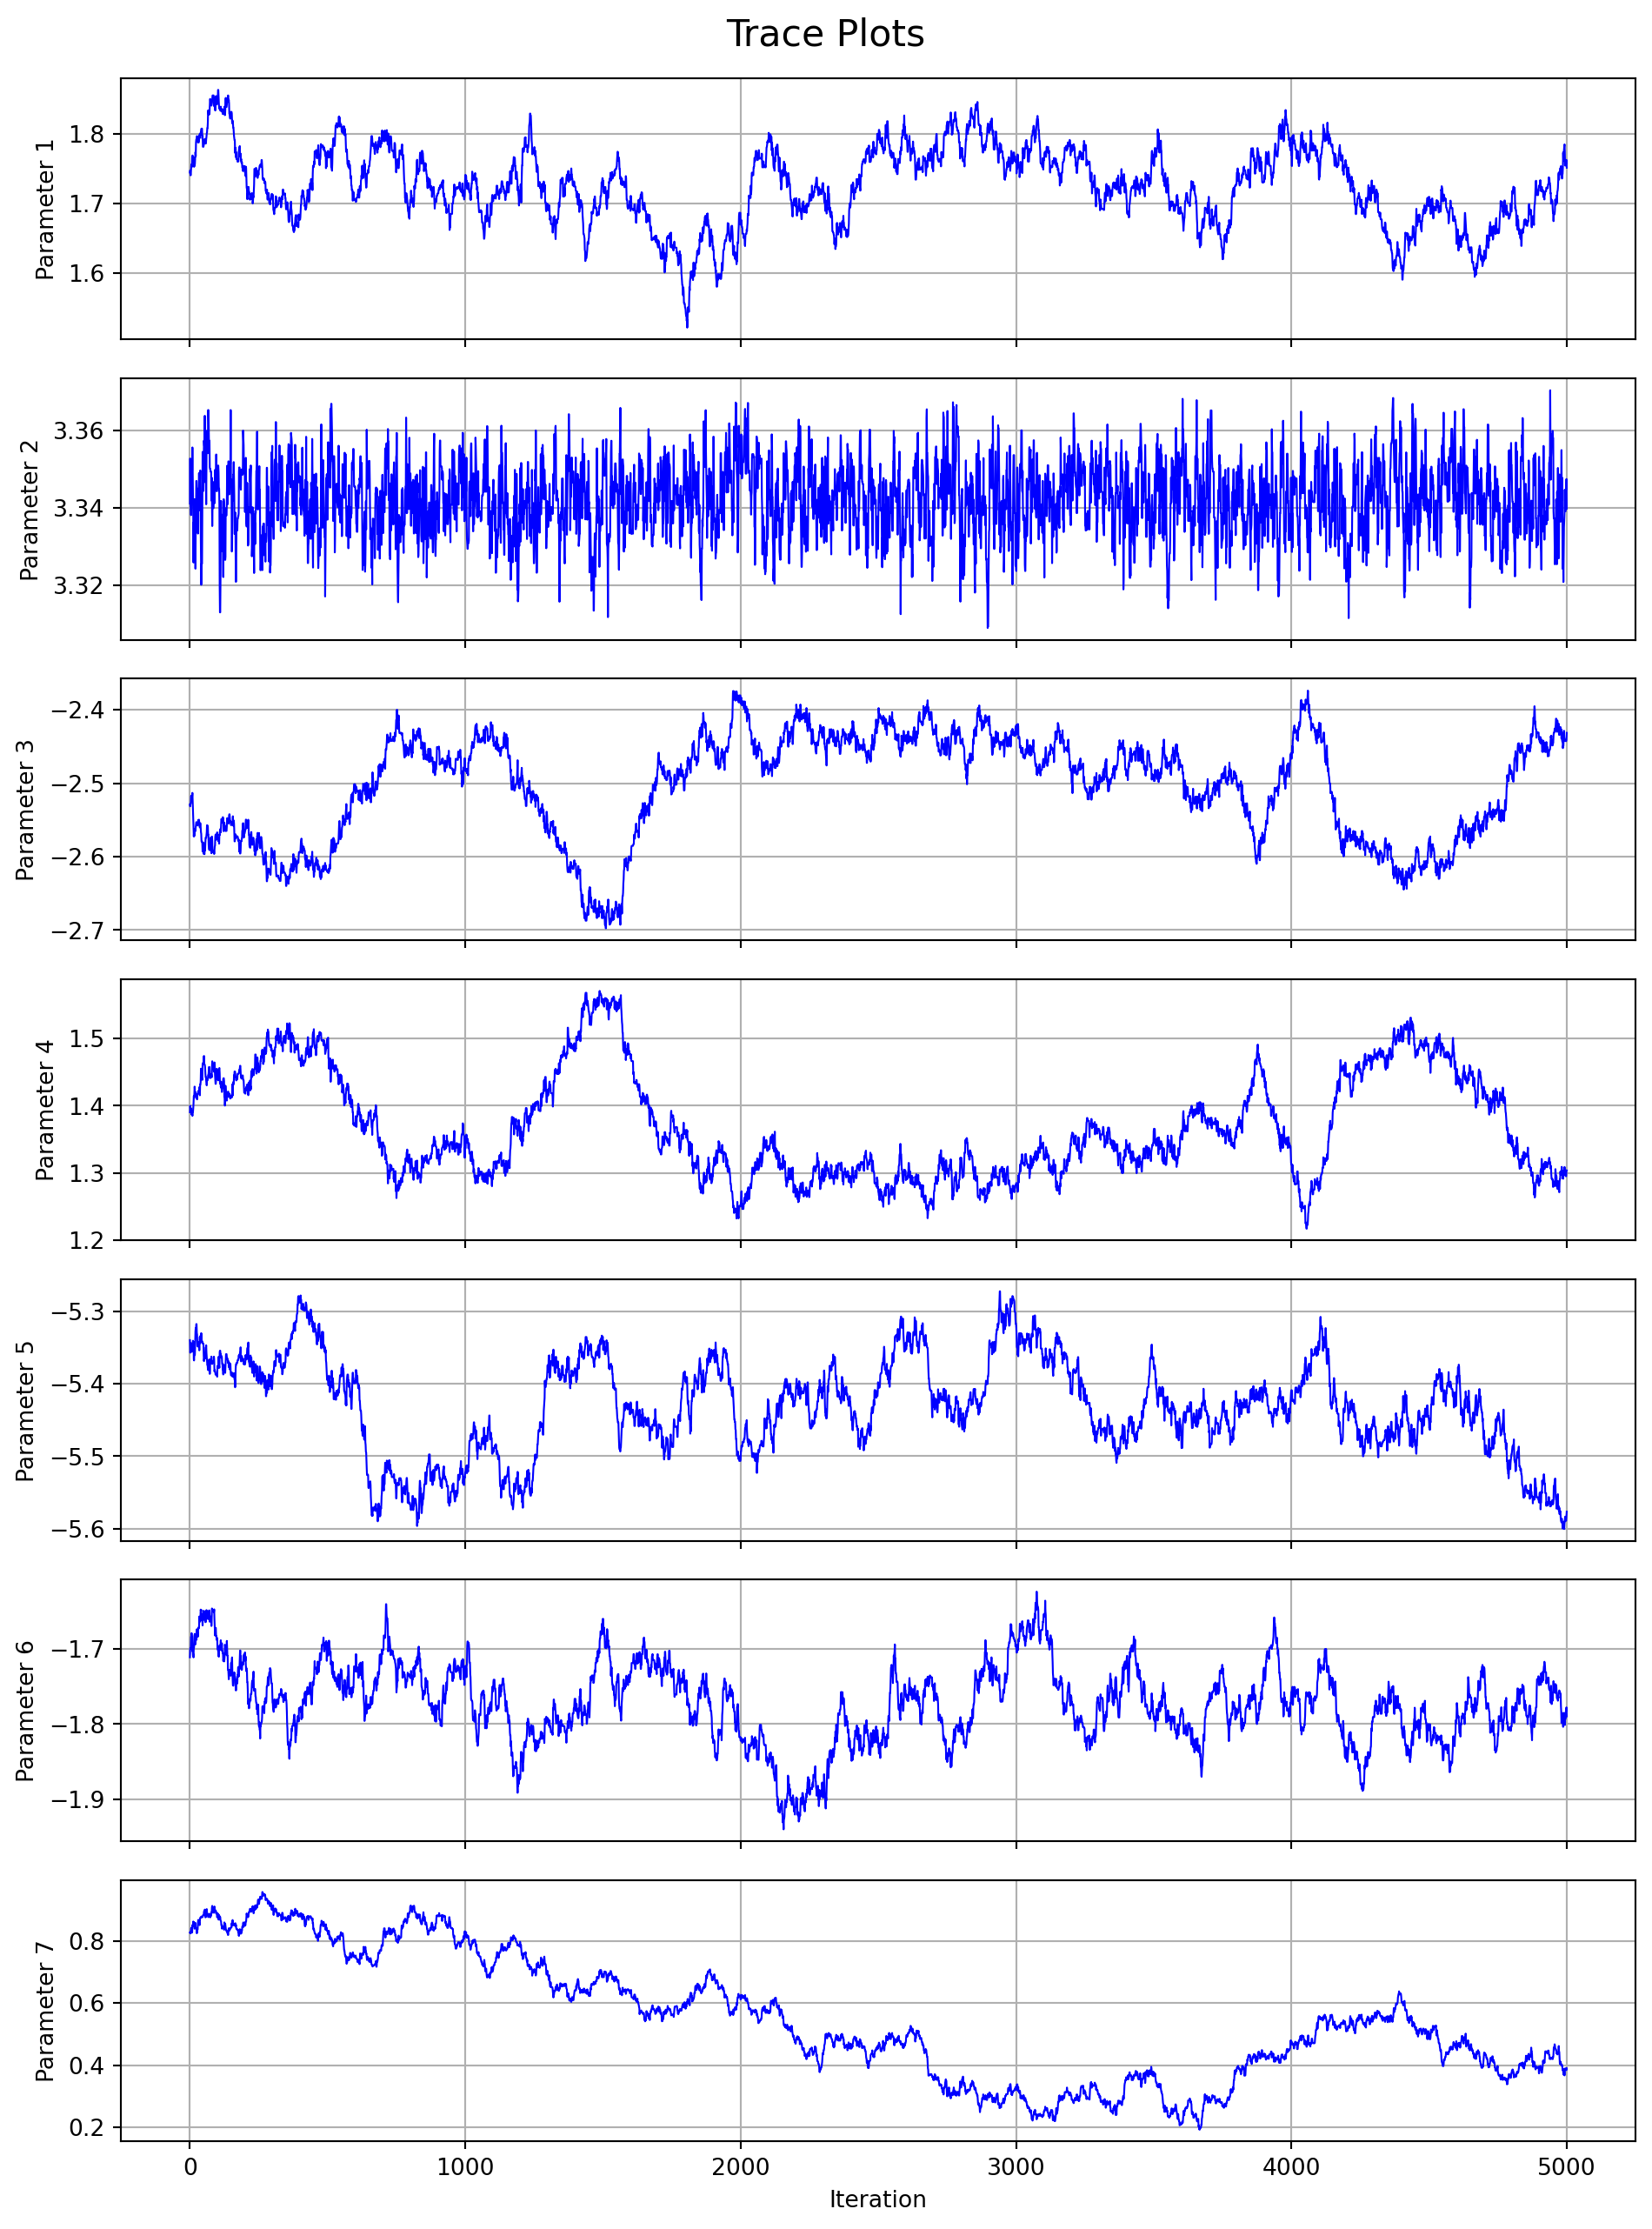 Trace Plots
Parameter 1
1.8
1.7
1.6
Parameter 2
3.36
3.34
3.32
Parameter 3
−2.4
−2.5
−2.6
−2.7
Parameter 4
1.5
1.4
1.3
1.2
Parameter 5
−5.3
−5.4
−5.5
−5.6
Parameter 6
−1.7
−1.8
−1.9
Parameter 7
0.8
0.6
0.4
0.2
0 1000 2000 3000 4000 5000
Iteration